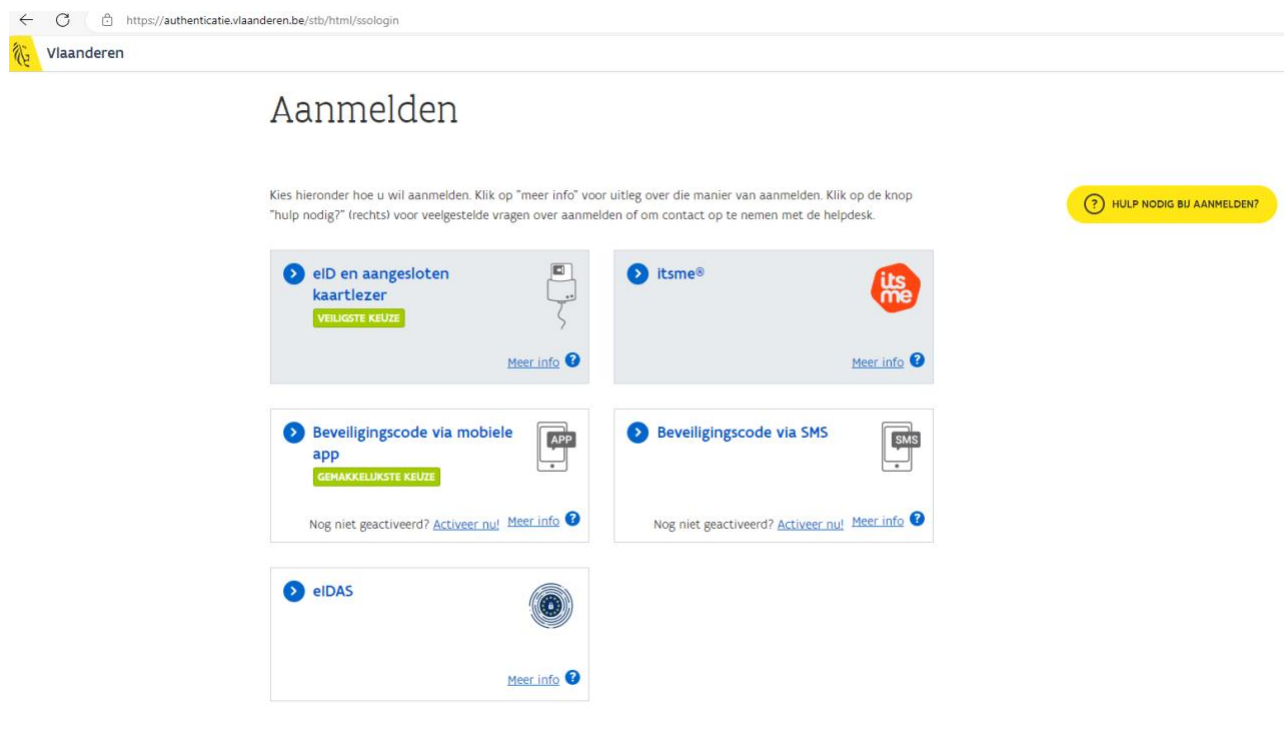 https://authenticatie.vlaanderen.be/stb/html/ssologin
Vlaanderen
Aanmelden
Kies hieronder hoe u wil aanmelden. Klik op "meer info" voor uitleg over die manier van aanmelden. Klik op de knop
"hulp nodig?" (rechts) voor veelgestelde vragen over aanmelden of om contact op te nemen met de helpdesk.
HULP NODIG BIJ AANMELDEN?
eID en aangesloten
kaartlezer
VEILIGSTE KEUZE
Meer info
itsme®
its
me
Meer info
Beveiligingscode via mobiele
app
APP
GEMAKKELIJKSTE KEUZE
Nog niet geactiveerd? Activeer nu! Meer info
Beveiligingscode via SMS
SMS
Nog niet geactiveerd? Activeer nu! Meer info
eIDAS
Meer info